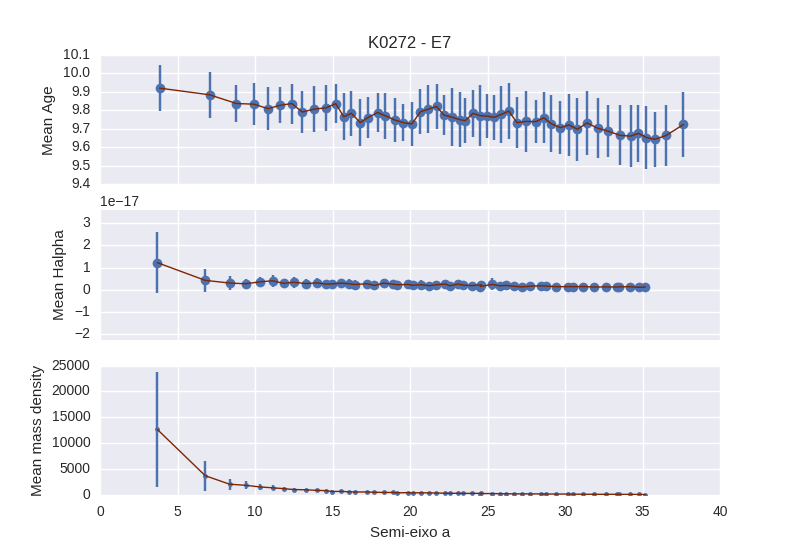 K0272 - E7
10.1
10.0
9.9
9.8
9.7
9.6
9.5
9.4
Mean Age
1e−17
3
2
1
0
−1
−2
Mean Halpha
25000
20000
15000
10000
5000
0
Mean mass density
0 5 10 15 20 25 30 35 40
Semi-eixo a